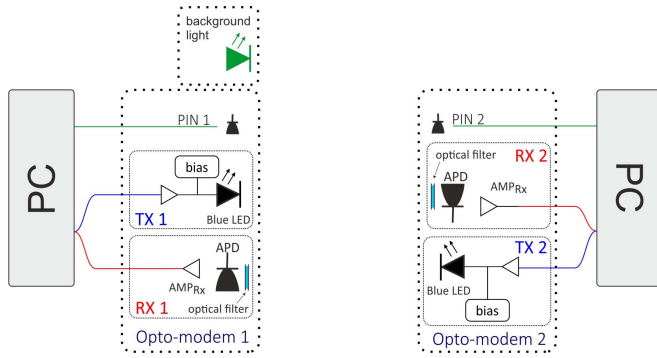 background
light
PC
PIN 1
bias
Blue LED
TX 1
APD
AMPRx
optical filter
RX 1
Opto-modem 1
PIN 2
optical filter
RX 2
APD
AMPRx
TX 2
Blue LED
bias
Opto-modem 2
PC